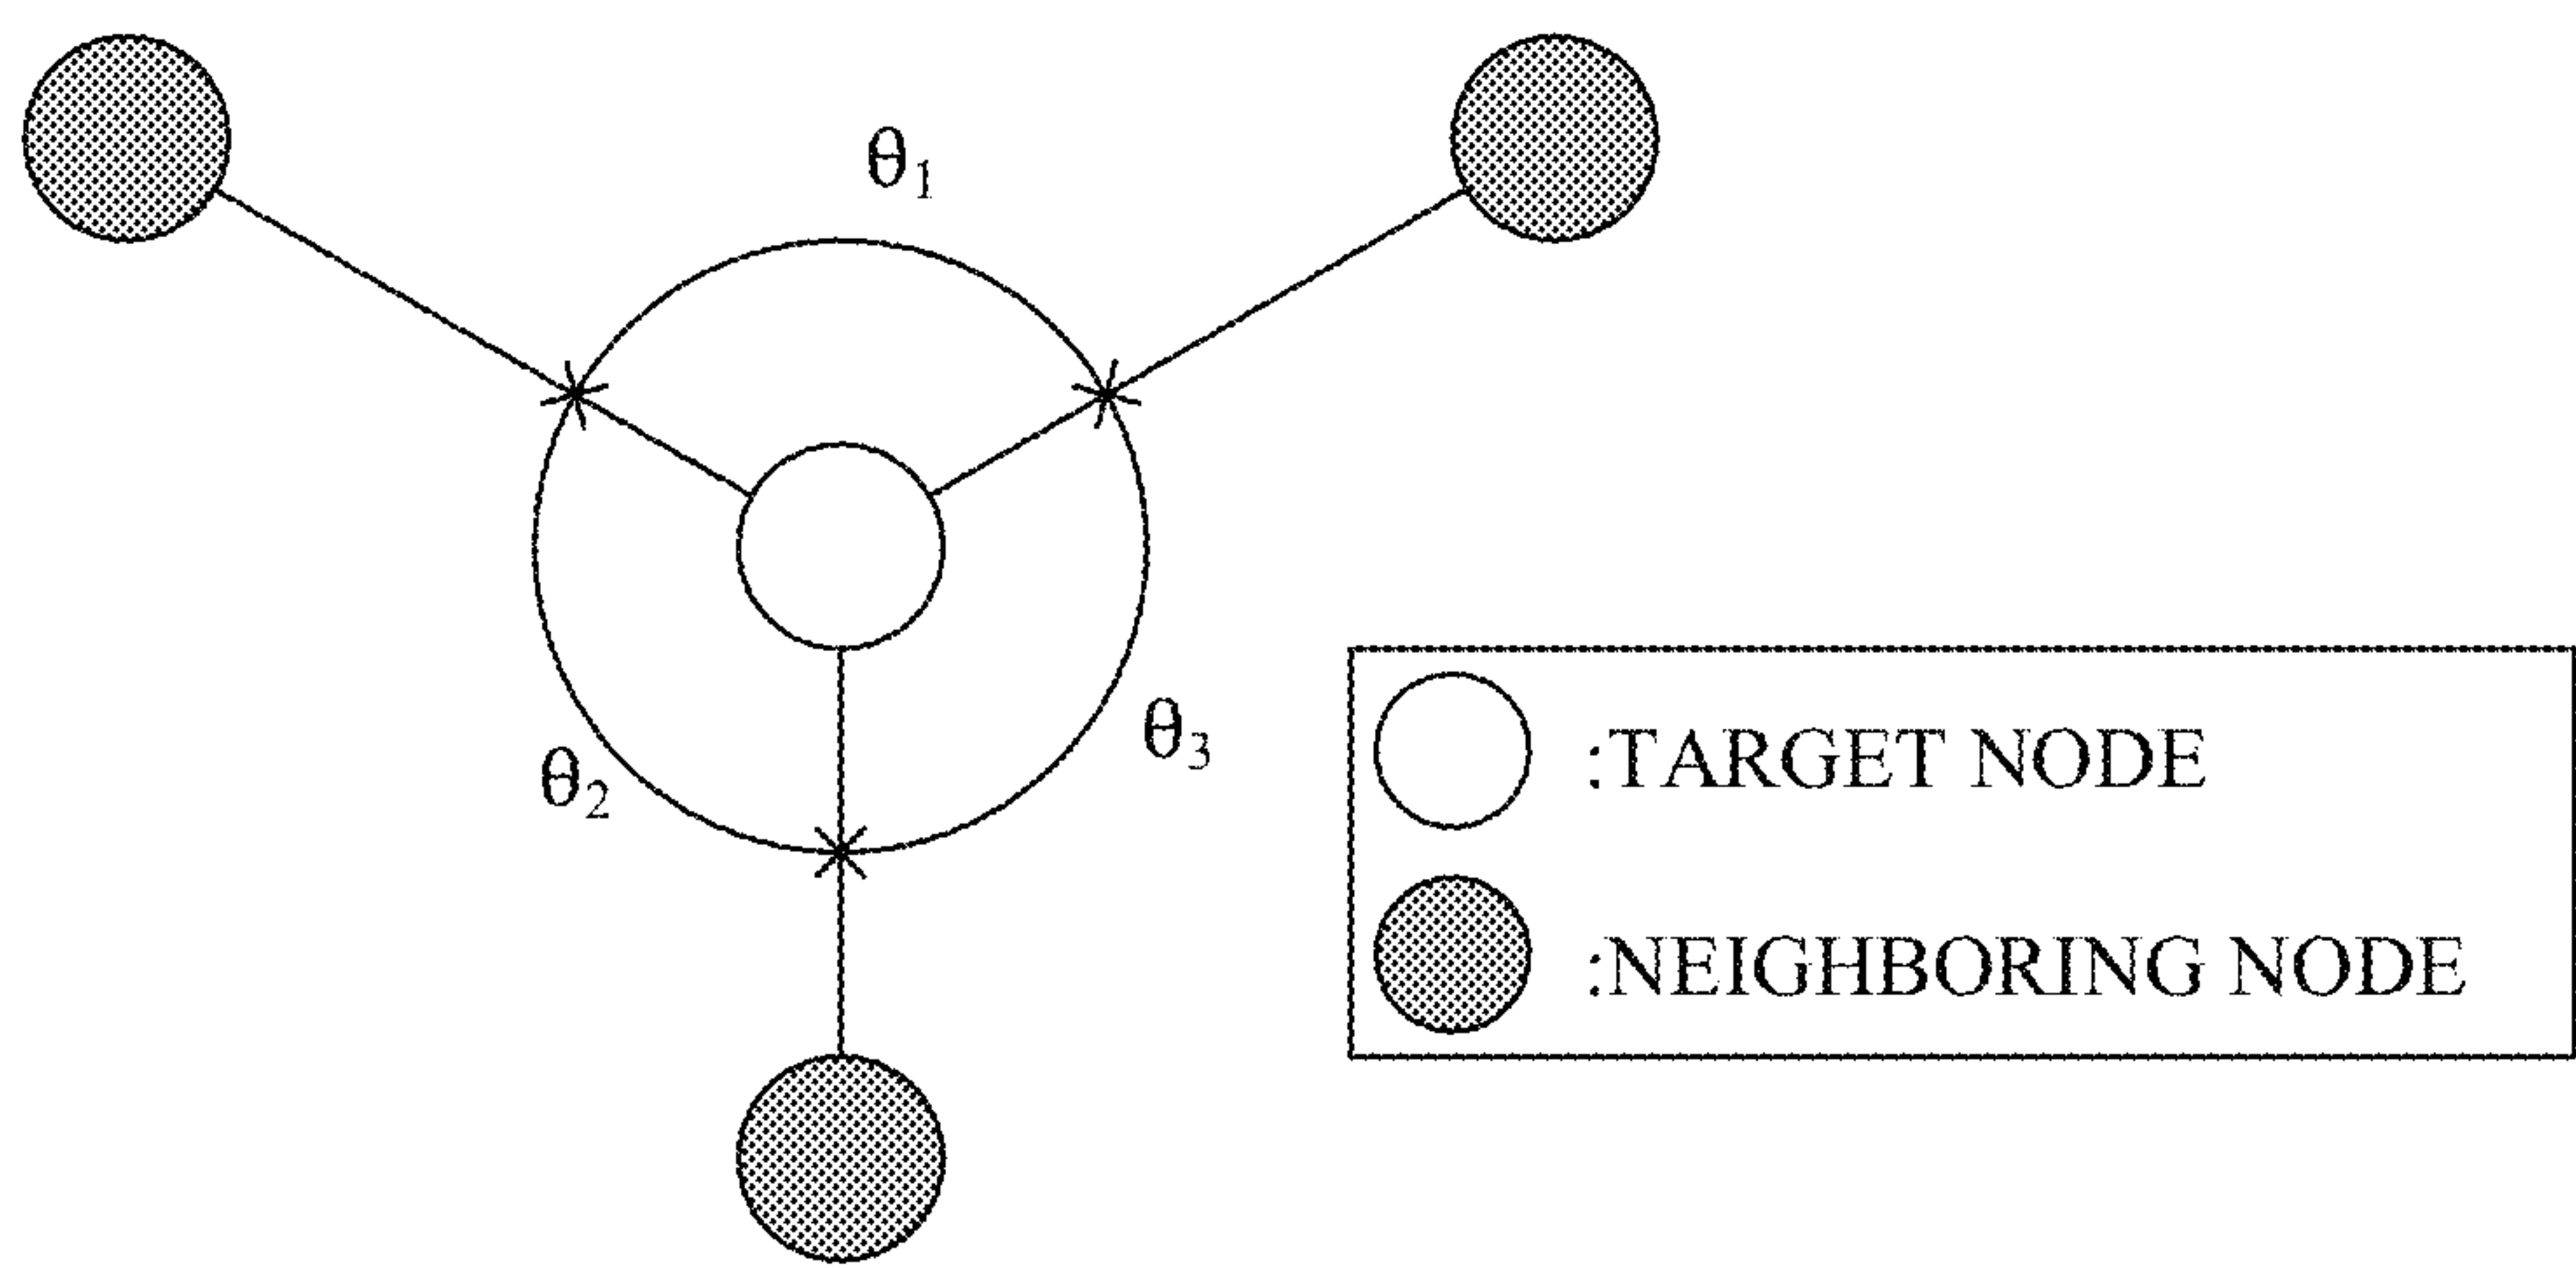 θ1
θ2
θ3
:TARGET NODE
:NEIGHBORING NODE